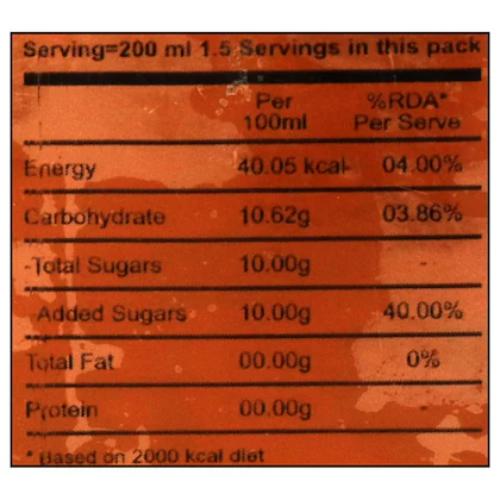 Serving=200 ml 1.5 Servings in this pack
Per 100ml %RDA* Per Serve
Energy 40.05 kcal 04.00%
Carbohydrate 10.62g 03.86%
-Total Sugars 10.00g -
Added Sugars 10.00g 40.00%
Total Fat 00.00g 0%
Protein 00.00g -
* Based on 2000 kcal diet